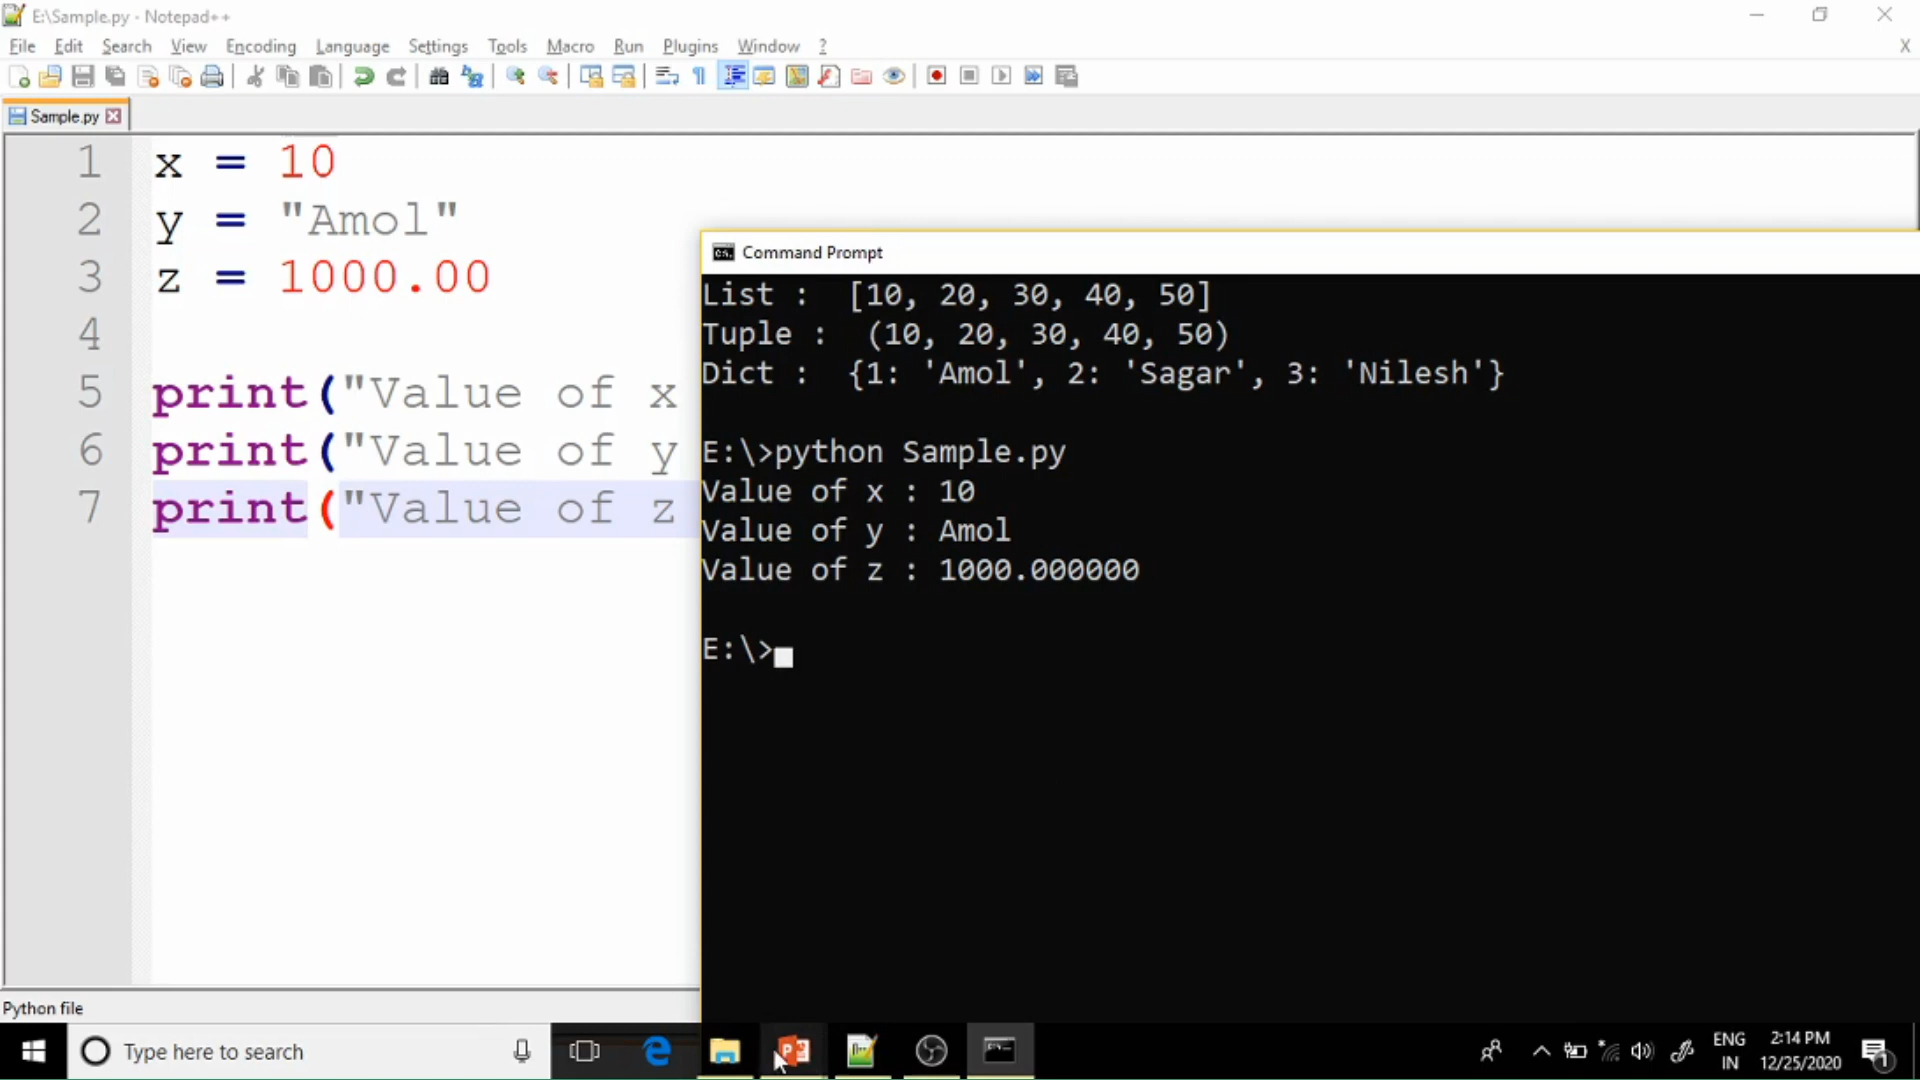 E:\Sample.py - Notepad++
File Edit Search View Encoding Language Settings Tools Macro Run Plugins Window ?
X
Sample.py
1 x = 10
2 y = "Amol"
3 z = 1000.00
4
5 print("Value of x
6 print("Value of y
7 print("Value of z
Command Prompt
List :  [10, 20, 30, 40, 50]
Tuple :  (10, 20, 30, 40, 50)
Dict :  {1: 'Amol', 2: 'Sagar', 3: 'Nilesh'}
E:\>python Sample.py
Value of x : 10
Value of y : Amol
Value of z : 1000.000000
E:\>
Python file
Type here to search
ENG
IN
2:14 PM
12/25/2020
1